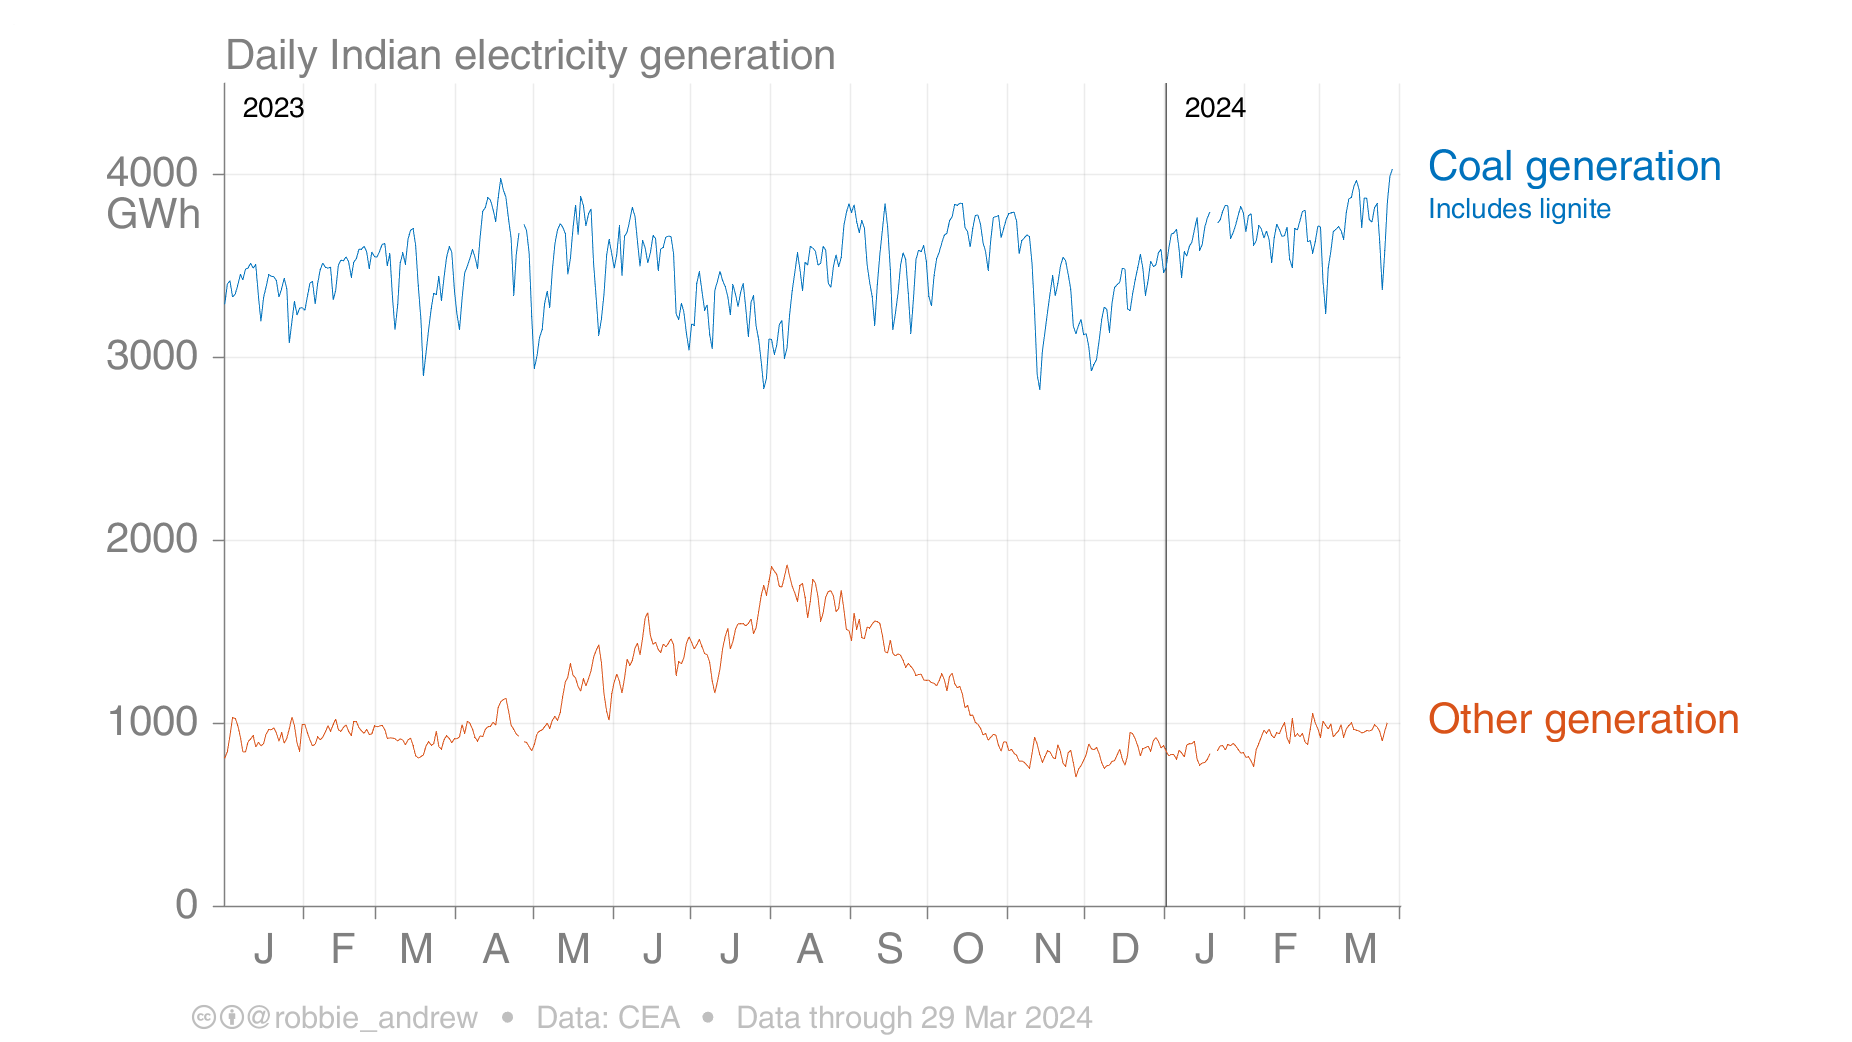 Daily Indian electricity generation
2023
2024
4000
GWh
3000
2000
1000
0
Coal generation
Includes lignite
Other generation
J F M A M J J A S O N D J F M
@robbie_andrew • Data: CEA • Data through 29 Mar 2024